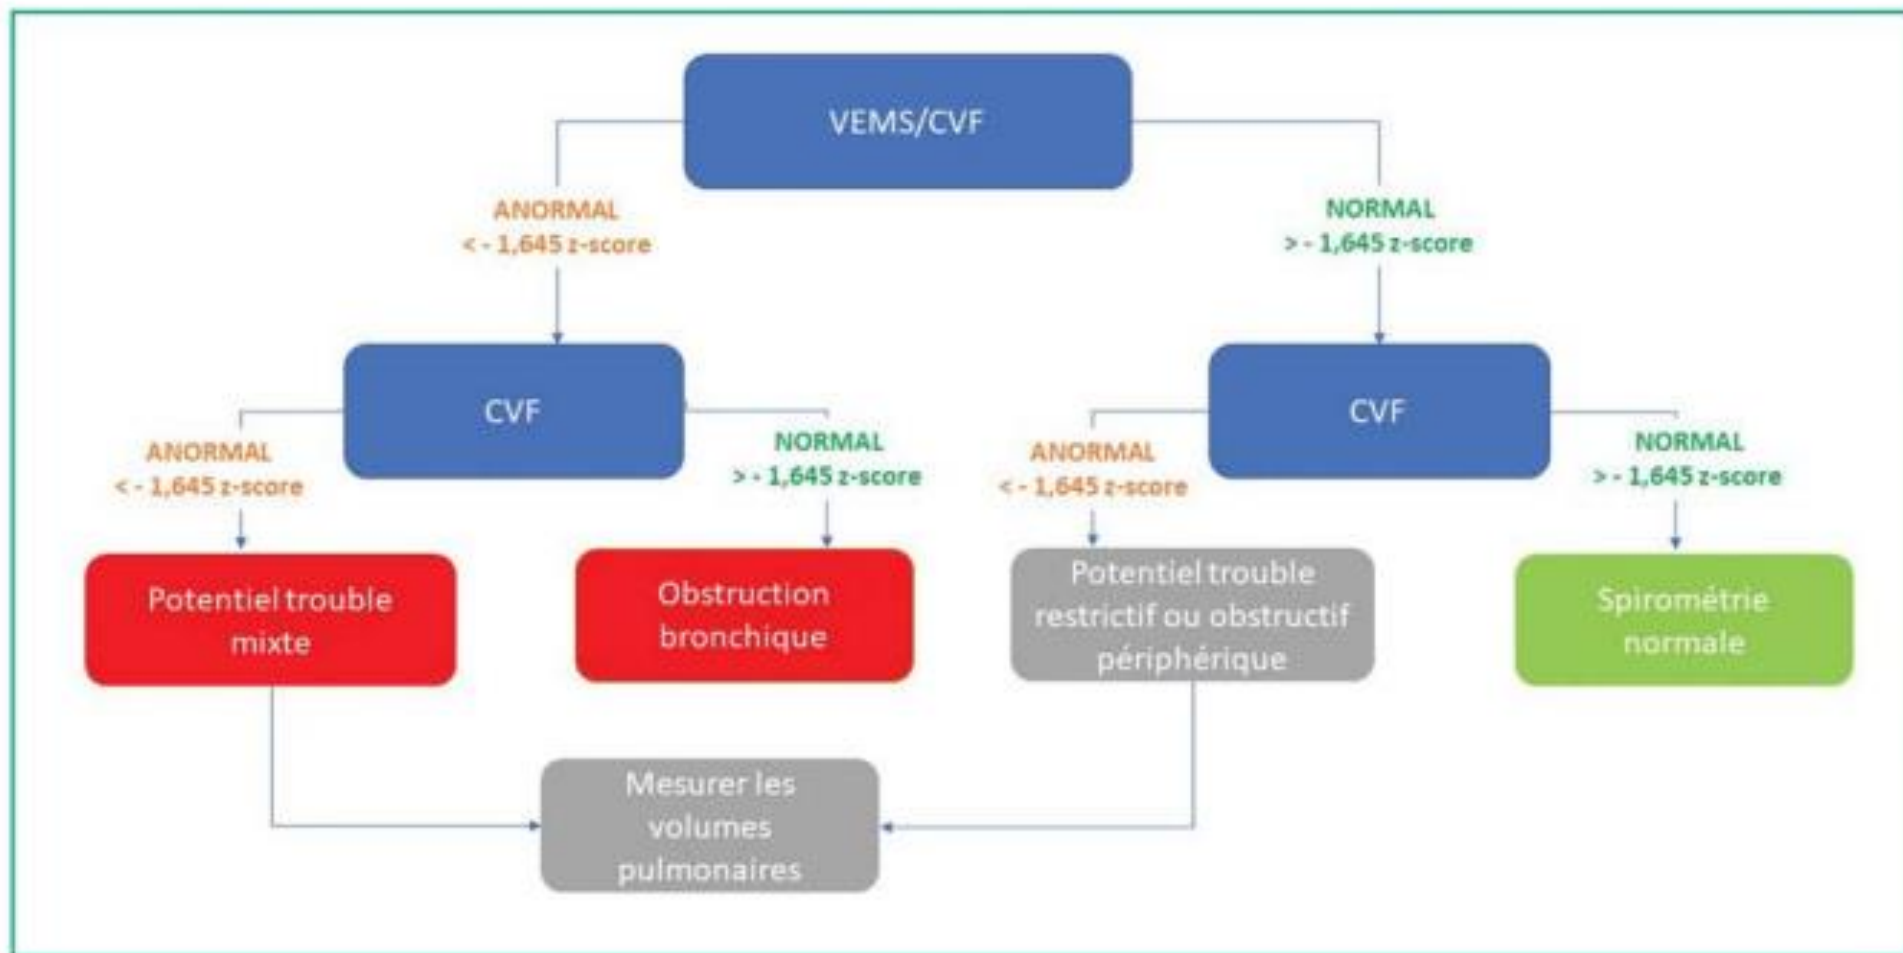 VEMS/CVF
ANORMAL
< - 1,645 z-score
NORMAL
> - 1,645 z-score
CVF
CVF
ANORMAL
< - 1,645 z-score
NORMAL
> - 1,645 z-score
ANORMAL
< - 1,645 z-score
NORMAL
> - 1,645 z-score
Potentiel trouble
mixte
Obstruction
bronchique
Potentiel trouble
restrictif ou obstructif
périphérique
Spirométrie
normale
Mesurer les
volumes
pulmonaires